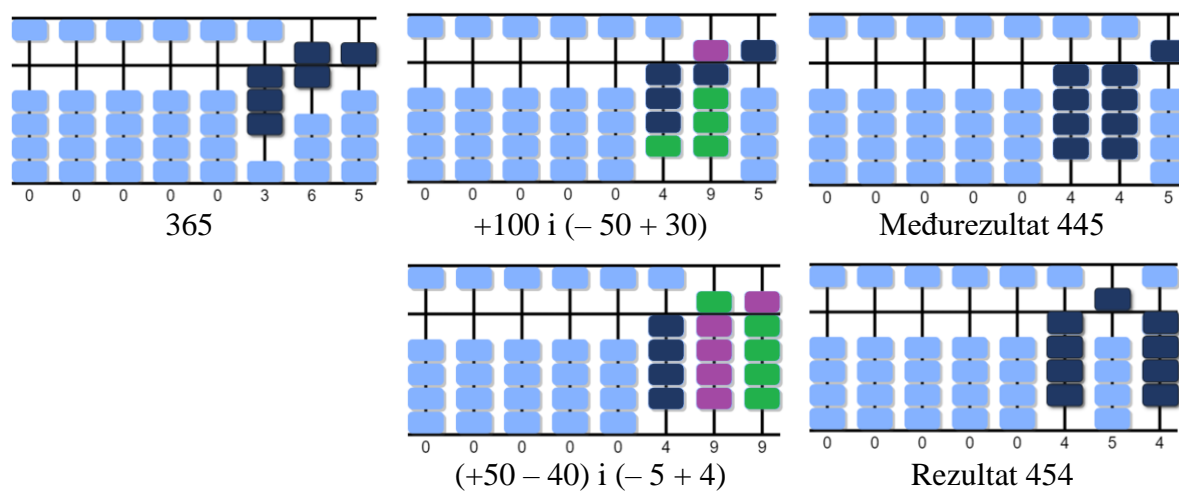 0 0 0 0 0 3 6 5
365
0 0 0 0 0 4 9 5
+100 i (– 50 + 30)
0 0 0 0 0 4 4 5
Međurezultat 445
0 0 0 0 0 4 9 9
(+50 – 40) i (– 5 + 4)
0 0 0 0 0 4 5 4
Rezultat 454